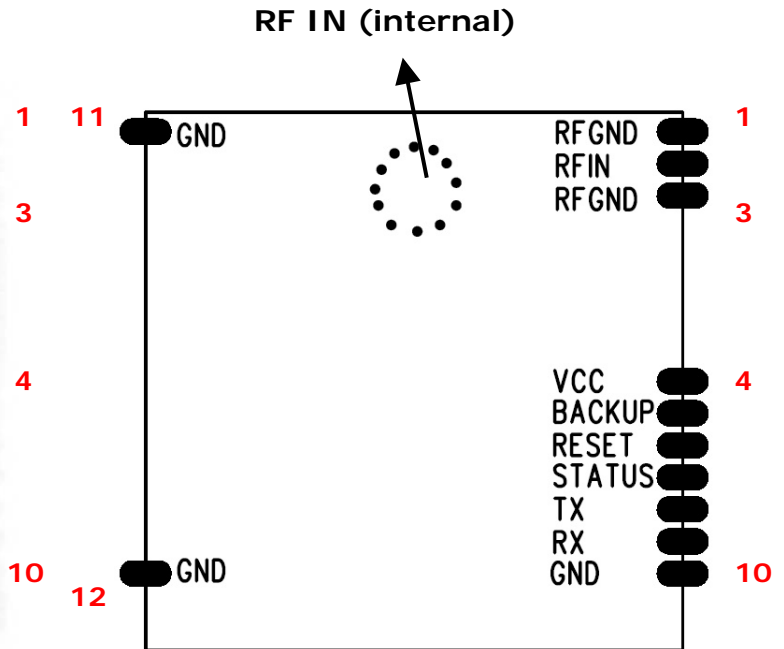 RF IN (internal)
1 11 GND RFGND 1
RFIN
3 RFGND 3
4 VCC 4
BACKUP
RESET
STATUS
TX
RX
10 GND GND 10
12